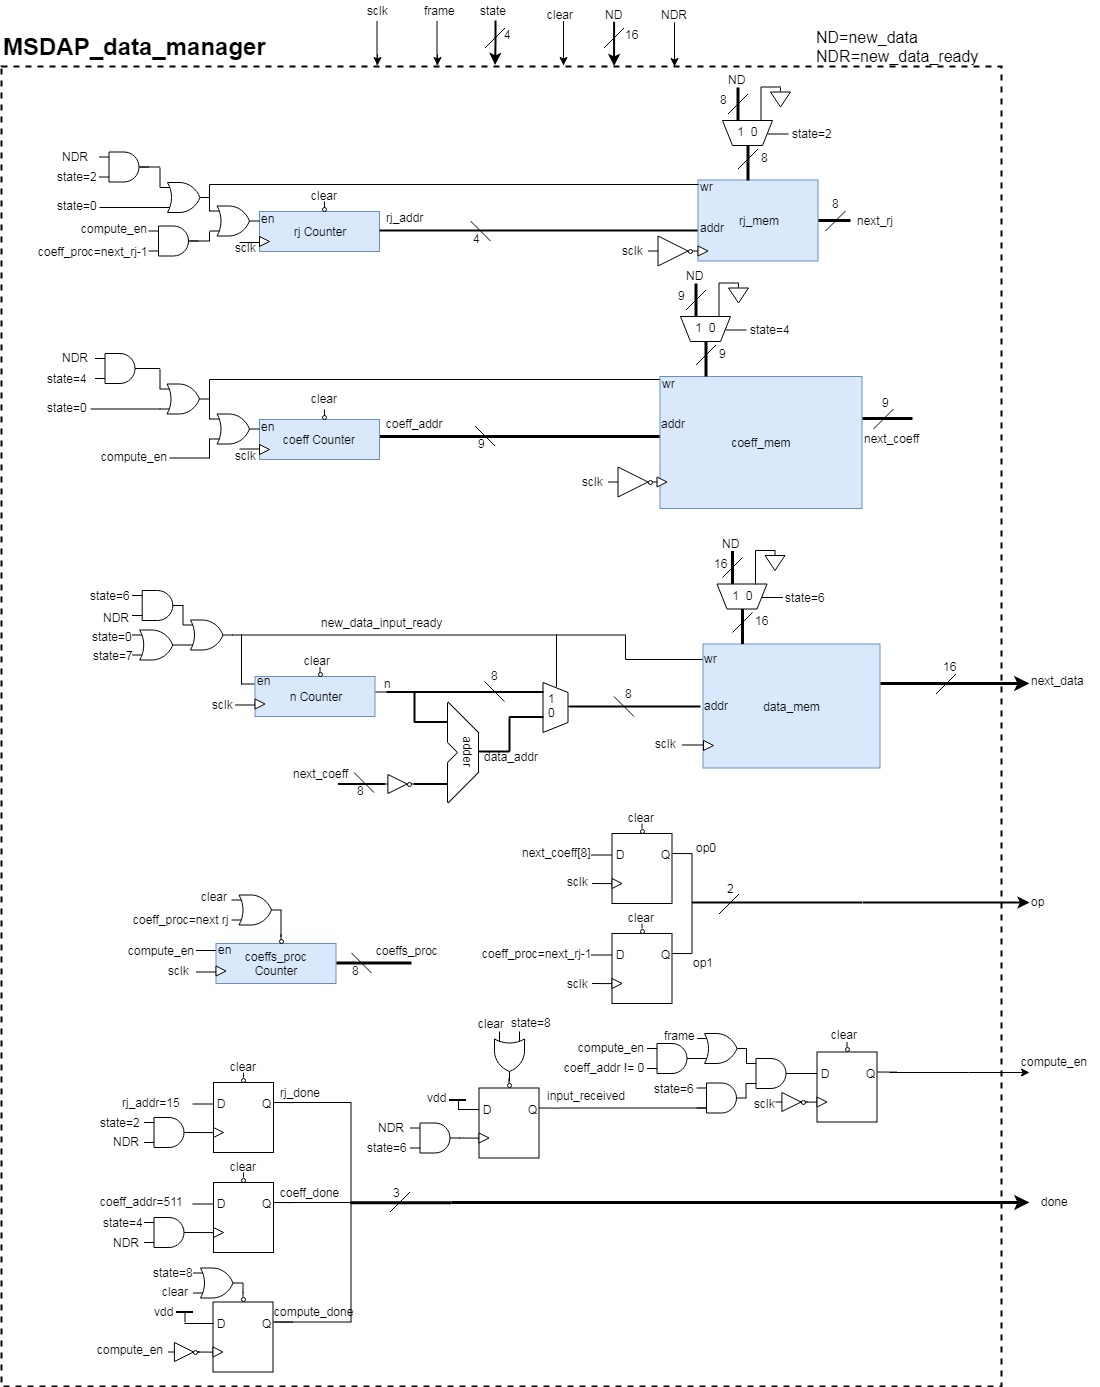 sclk
frame
state
clear
ND
NDR
4
16
MSDAP_data_manager
ND=new_data
NDR=new_data_ready
ND
8
1 0
state=2
8
NDR
state=2
state=0
compute_en
coeff_proc=next_rj-1
clear
en
rj Counter
sclk
rj_addr
4
wr
rj_mem
addr
sclk
8
next_rj
ND
9
1 0
state=4
9
NDR
state=4
state=0
compute_en
clear
en
coeff Counter
sclk
coeff_addr
9
wr
addr
coeff_mem
sclk
9
next_coeff
ND
16
1 0
state=6
16
state=6
NDR
state=0
state=7
new_data_input_ready
clear
en
n Counter
sclk
n
8
1
0
8
adder
data_addr
next_coeff
8
wr
addr
data_mem
sclk
16
next_data
clear
next_coeff[8]
D
Q
op0
sclk
2
op
clear
coeff_proc=next_rj-1
D
Q
op1
sclk
clear
coeff_proc=next rj
compute_en
en
coeffs_proc
Counter
sclk
coeffs_proc
8
clear
state=8
vdd
D
Q
input_received
NDR
state=6
frame
compute_en
coeff_addr != 0
state=6
clear
D
Q
sclk
compute_en
clear
rj_addr=15
D
Q
rj_done
state=2
NDR
clear
coeff_addr=511
D
Q
coeff_done
state=4
NDR
3
done
state=8
clear
vdd
D
Q
compute_done
compute_en